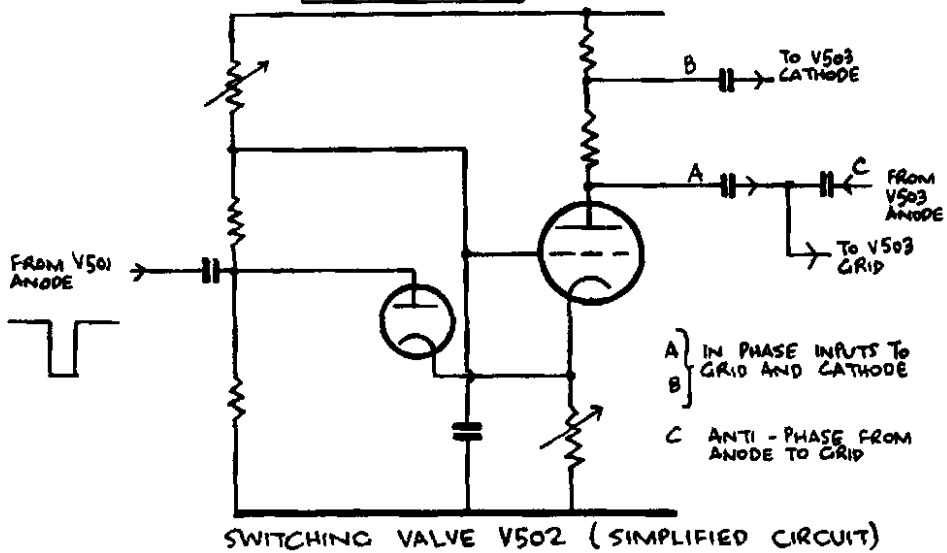 B
TO V503
CATHODE
A
C
FROM
V503
ANODE
TO V503
GRID
FROM V501
ANODE
A
B
IN PHASE INPUTS TO
GRID AND CATHODE
C ANTI - PHASE FROM
ANODE TO GRID
SWITCHING VALVE V502 ( SIMPLIFIED CIRCUIT)